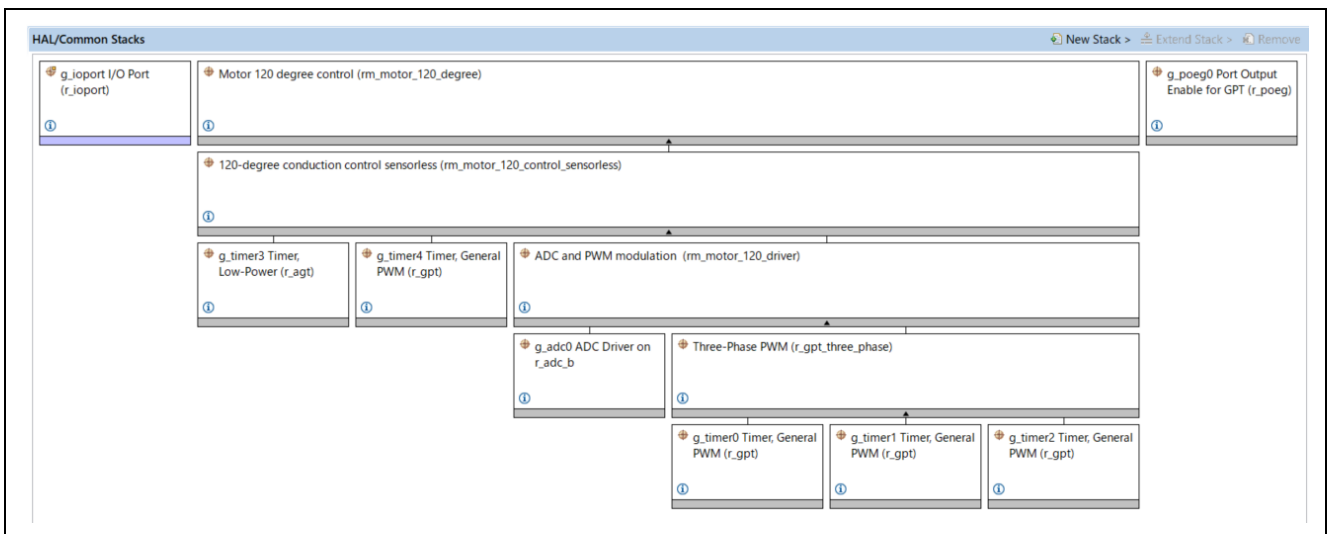 HAL/Common Stacks
New Stack > Extend Stack > Remove
g_ioport I/O Port
(r_ioport)
Motor 120 degree control (rm_motor_120_degree)
g_poeg0 Port Output
Enable for GPT (r_poeg)
120-degree conduction control sensorless (rm_motor_120_control_sensorless)
g_timer3 Timer,
Low-Power (r_agt)
g_timer4 Timer, General
PWM (r_gpt)
ADC and PWM modulation (rm_motor_120_driver)
g_adc0 ADC Driver on
r_adc_b
Three-Phase PWM (r_gpt_three_phase)
g_timer0 Timer, General
PWM (r_gpt)
g_timer1 Timer, General
PWM (r_gpt)
g_timer2 Timer, General
PWM (r_gpt)